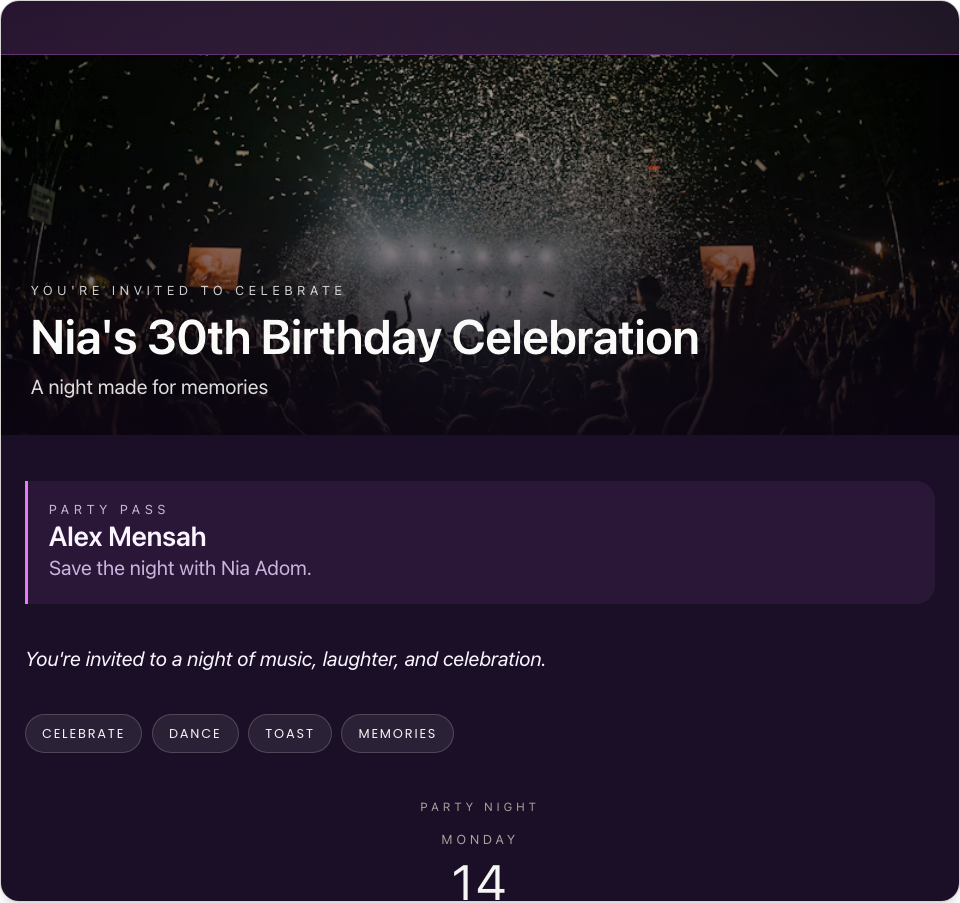 YOU'RE INVITED TO CELEBRATE
Nia's 30th Birthday Celebration
A night made for memories
PARTY PASS
Alex Mensah
Save the night with Nia Adom.
You're invited to a night of music, laughter, and celebration.
CELEBRATE DANCE TOAST MEMORIES
PARTY NIGHT
MONDAY
14